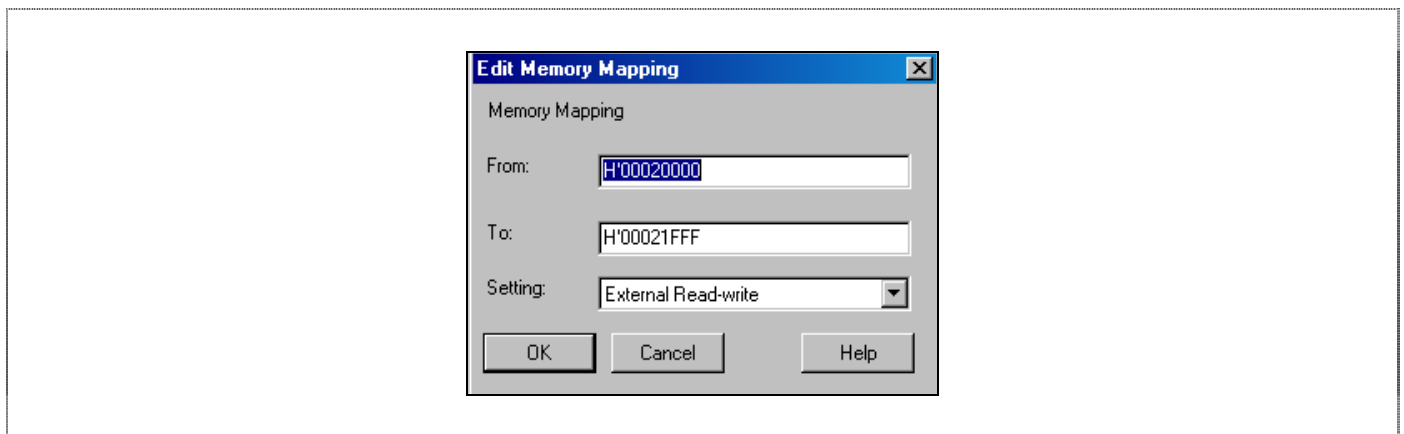 Edit Memory Mapping
Memory Mapping
From: H'00020000
To: H'00021FFF
Setting: External Read-write
OK Cancel Help